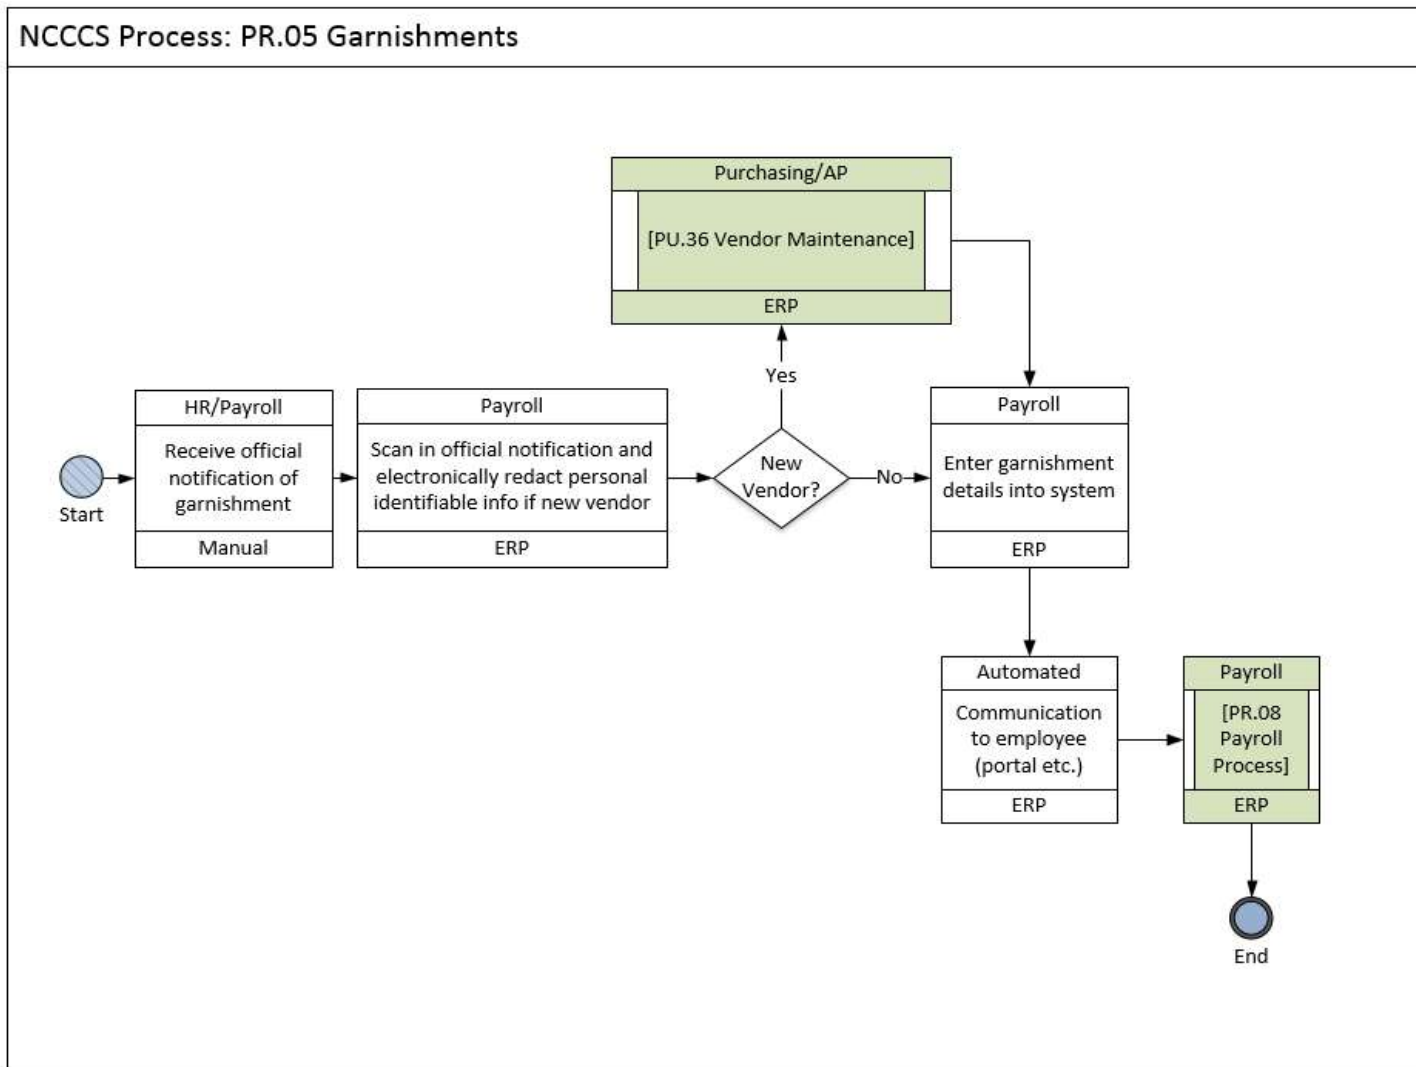 NCCCS Process: PR.05 Garnishments
Purchasing/AP
[PU.36 Vendor Maintenance]
ERP
Yes
HR/Payroll
Receive official
notification of
garnishment
Manual
Payroll
Scan in official notification and
electronically redact personal
identifiable info if new vendor
ERP
New
Vendor?
No
Payroll
Enter garnishment
details into system
ERP
Start
Automated
Communication
to employee
(portal etc.)
ERP
Payroll
[PR.08
Payroll
Process]
ERP
End